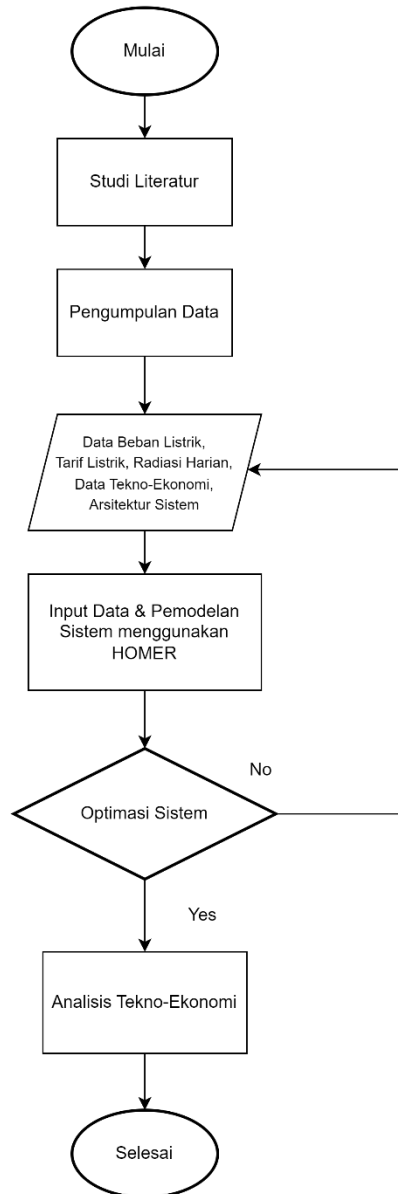 Mulai
Studi Literatur
Pengumpulan Data
Data Beban Listrik,
Tarif Listrik, Radiasi Harian,
Data Tekno-Ekonomi,
Arsitektur Sistem
Input Data & Pemodelan
Sistem menggunakan
HOMER
No
Optimasi Sistem
Yes
Analisis Tekno-Ekonomi
Selesai